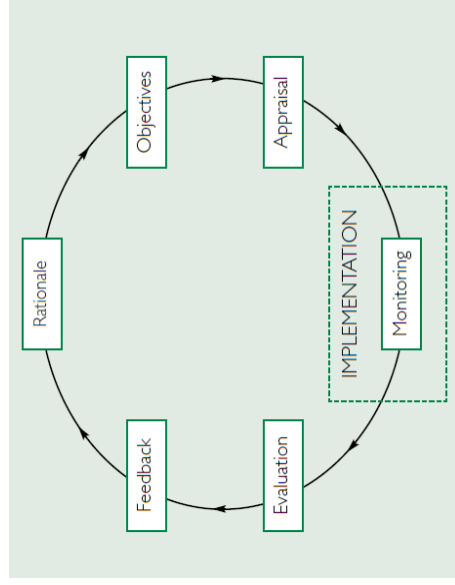 Rationale
Objectives
Appraisal
IMPLEMENTATION
Monitoring
Evaluation
Feedback